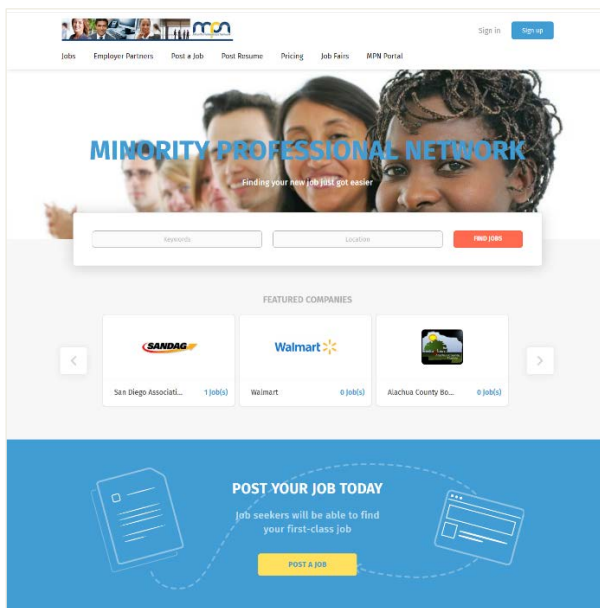 mpn
Sign in
Sign up
Jobs
Employer Partners
Post a Job
Post Resume
Pricing
Job Fairs
MPN Portal
MINORITY PROFESSIONAL NETWORK
Finding your new job just got easier
Keywords
Location
FIND JOBS
FEATURED COMPANIES
SANDAG
Walmart
San Diego Associati...
1 Job(s)
Walmart
0 Job(s)
Alachua County Bo...
0 Job(s)
POST YOUR JOB TODAY
Job seekers will be able to find
your first-class job
POST A JOB